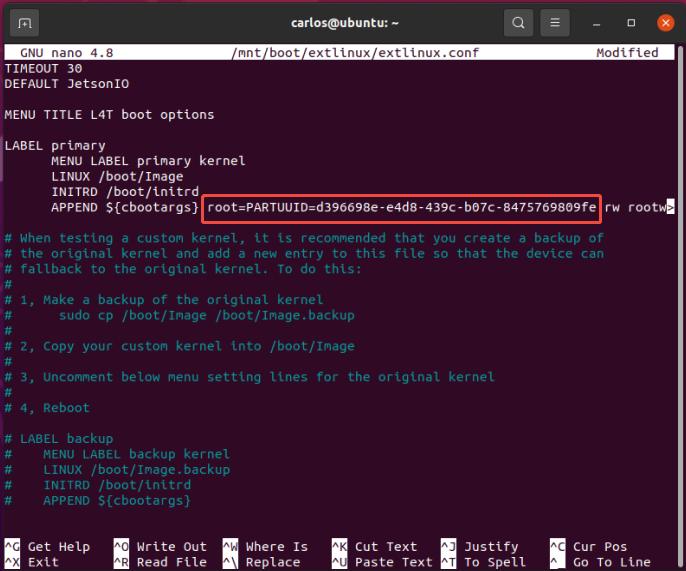 carlos@ubuntu: ~
GNU nano 4.8 /mnt/boot/extlinux/extlinux.conf Modified
TIMEOUT 30
DEFAULT JetsonIO
MENU TITLE L4T boot options
LABEL primary
MENU LABEL primary kernel
LINUX /boot/Image
INITRD /boot/initrd
APPEND ${cbootargs} root=PARTUUID=d396698e-e4d8-439c-b07c-8475769809fe rw rootw>
# When testing a custom kernel, it is recommended that you create a backup of
# the original kernel and add a new entry to this file so that the device can
# fallback to the original kernel. To do this:
#
# 1, Make a backup of the original kernel
#      sudo cp /boot/Image /boot/Image.backup
#
# 2, Copy your custom kernel into /boot/Image
#
# 3, Uncomment below menu setting lines for the original kernel
#
# 4, Reboot
# LABEL backup
#    MENU LABEL backup kernel
#    LINUX /boot/Image.backup
#    INITRD /boot/initrd
#    APPEND ${cbootargs}
^G Get Help ^O Write Out ^W Where Is ^K Cut Text ^J Justify ^C Cur Pos
^X Exit ^R Read File ^\ Replace ^U Paste Text ^T To Spell ^_ Go To Line